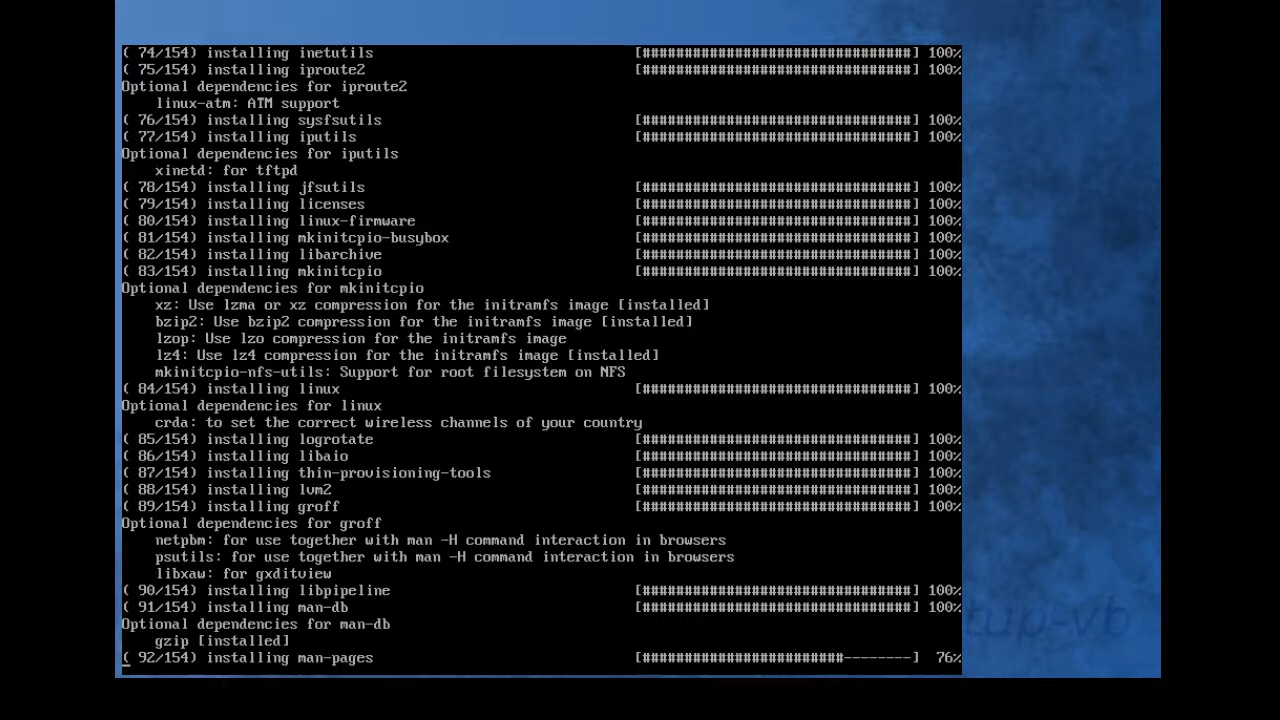 ( 74/154) installing inetutils [################################] 100%
( 75/154) installing iproute2 [################################] 100%
Optional dependencies for iproute2
linux-atm: ATM support
( 76/154) installing sysfsutils [################################] 100%
( 77/154) installing iputils [################################] 100%
Optional dependencies for iputils
xinetd: for tftpd
( 78/154) installing jfsutils [################################] 100%
( 79/154) installing licenses [################################] 100%
( 80/154) installing linux-firmware [################################] 100%
( 81/154) installing mkinitcpio-busybox [################################] 100%
( 82/154) installing libarchive [################################] 100%
( 83/154) installing mkinitcpio [################################] 100%
Optional dependencies for mkinitcpio
xz: Use lzma or xz compression for the initramfs image [installed]
bzip2: Use bzip2 compression for the initramfs image [installed]
lzop: Use lzo compression for the initramfs image
lz4: Use lz4 compression for the initramfs image [installed]
mkinitcpio-nfs-utils: Support for root filesystem on NFS
( 84/154) installing linux [################################] 100%
Optional dependencies for linux
crda: to set the correct wireless channels of your country
( 85/154) installing logrotate [################################] 100%
( 86/154) installing libaio [################################] 100%
( 87/154) installing thin-provisioning-tools [################################] 100%
( 88/154) installing lvm2 [################################] 100%
( 89/154) installing groff [################################] 100%
Optional dependencies for groff
netpbm: for use together with man -H command interaction in browsers
psutils: for use together with man -H command interaction in browsers
libxaw: for gxditview
( 90/154) installing libpipeline [################################] 100%
( 91/154) installing man-db [################################] 100%
Optional dependencies for man-db
gzip [installed]
( 92/154) installing man-pages [########################--------] 76%
tup-vb